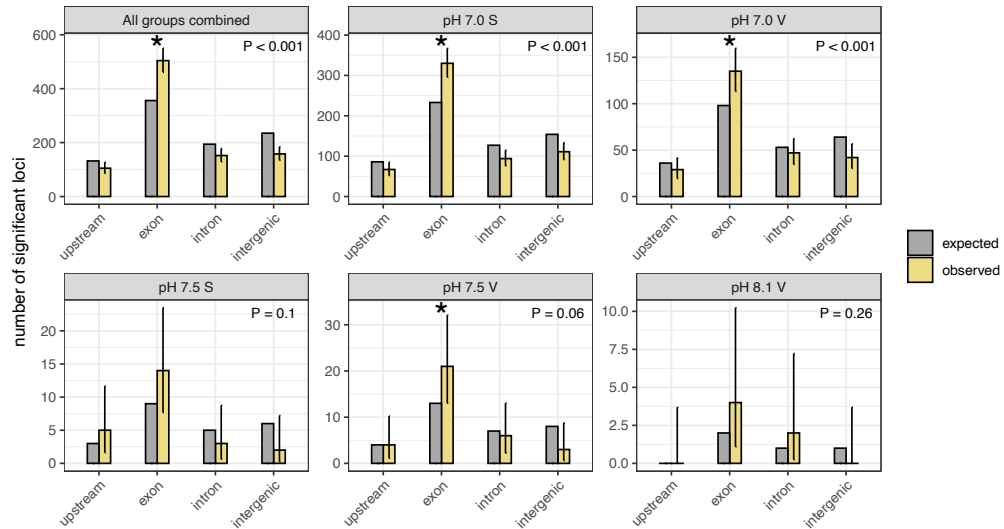 All groups combined
pH 7.0 S
pH 7.0 V
600
400
200
0
*
P < 0.001
400
300
200
100
0
*
P < 0.001
150
100
50
0
*
P < 0.001
upstream
exon
intron
intergenic
upstream
exon
intron
intergenic
upstream
exon
intron
intergenic
number of significant loci
expected
observed
pH 7.5 S
pH 7.5 V
pH 8.1 V
20
15
10
5
0
P = 0.1
30
20
10
0
*
P = 0.06
10.0
7.5
5.0
2.5
0.0
P = 0.26
upstream
exon
intron
intergenic
upstream
exon
intron
intergenic
upstream
exon
intron
intergenic